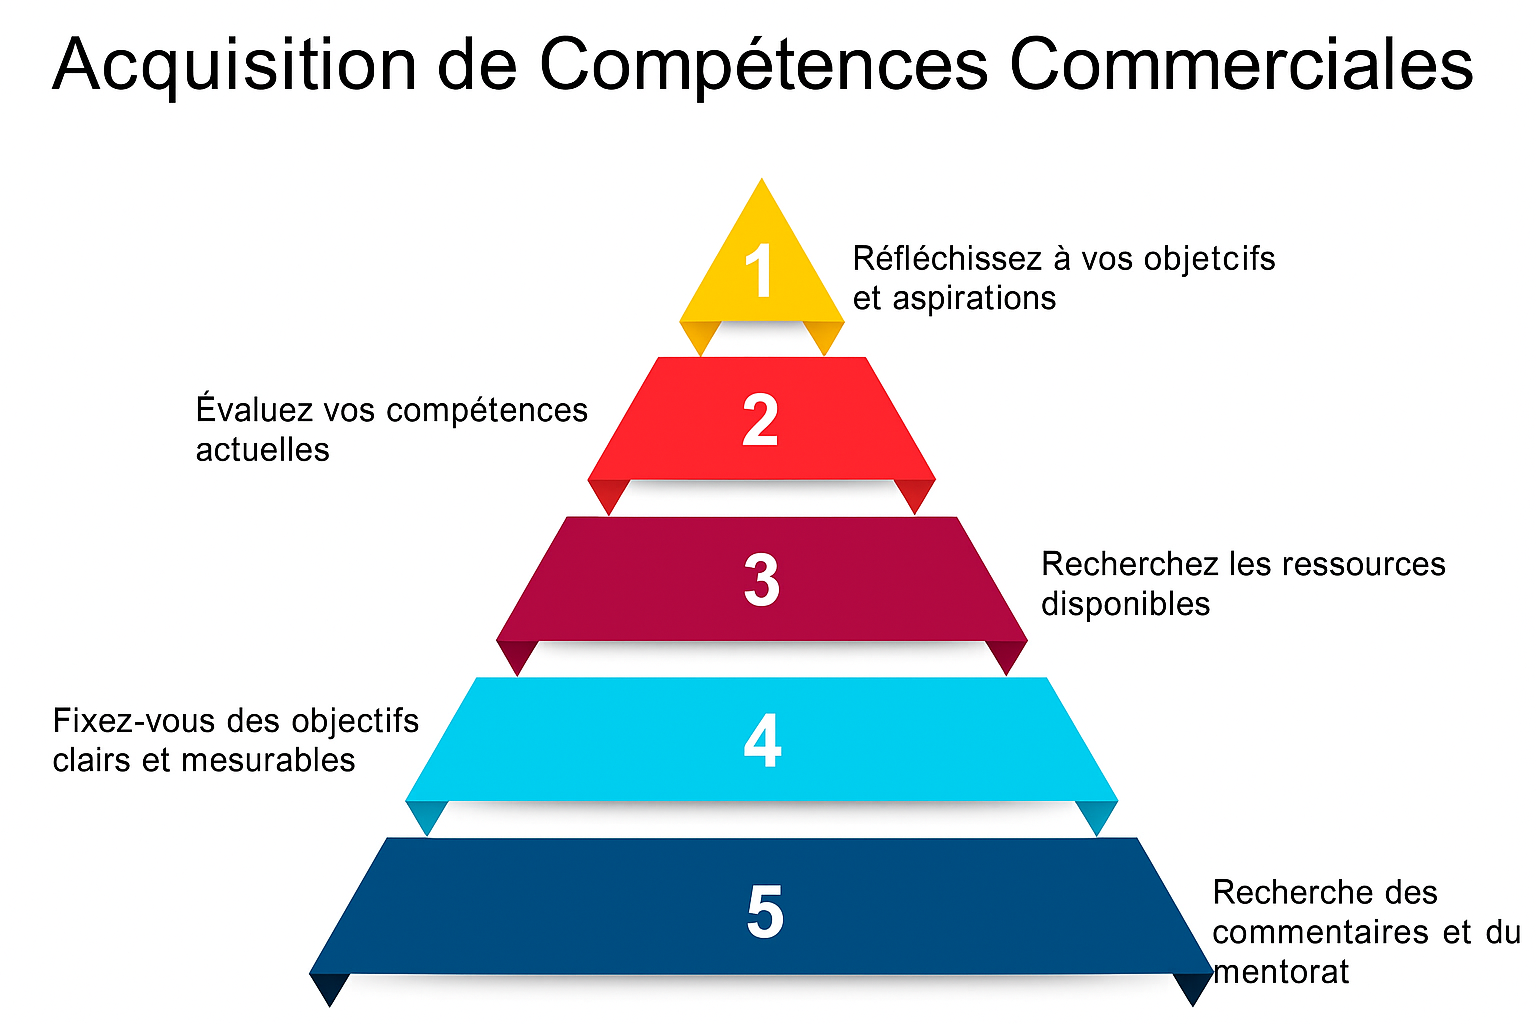 Acquisition de Compétences Commerciales
1
Réfléchissez à vos objetcifs
et aspirations
2
Évaluez vos compétences
actuelles
3
Recherchez les ressources
disponibles
4
Fixez-vous des objectifs
clairs et mesurables
5
Recherche des
commentaires et du
mentorat